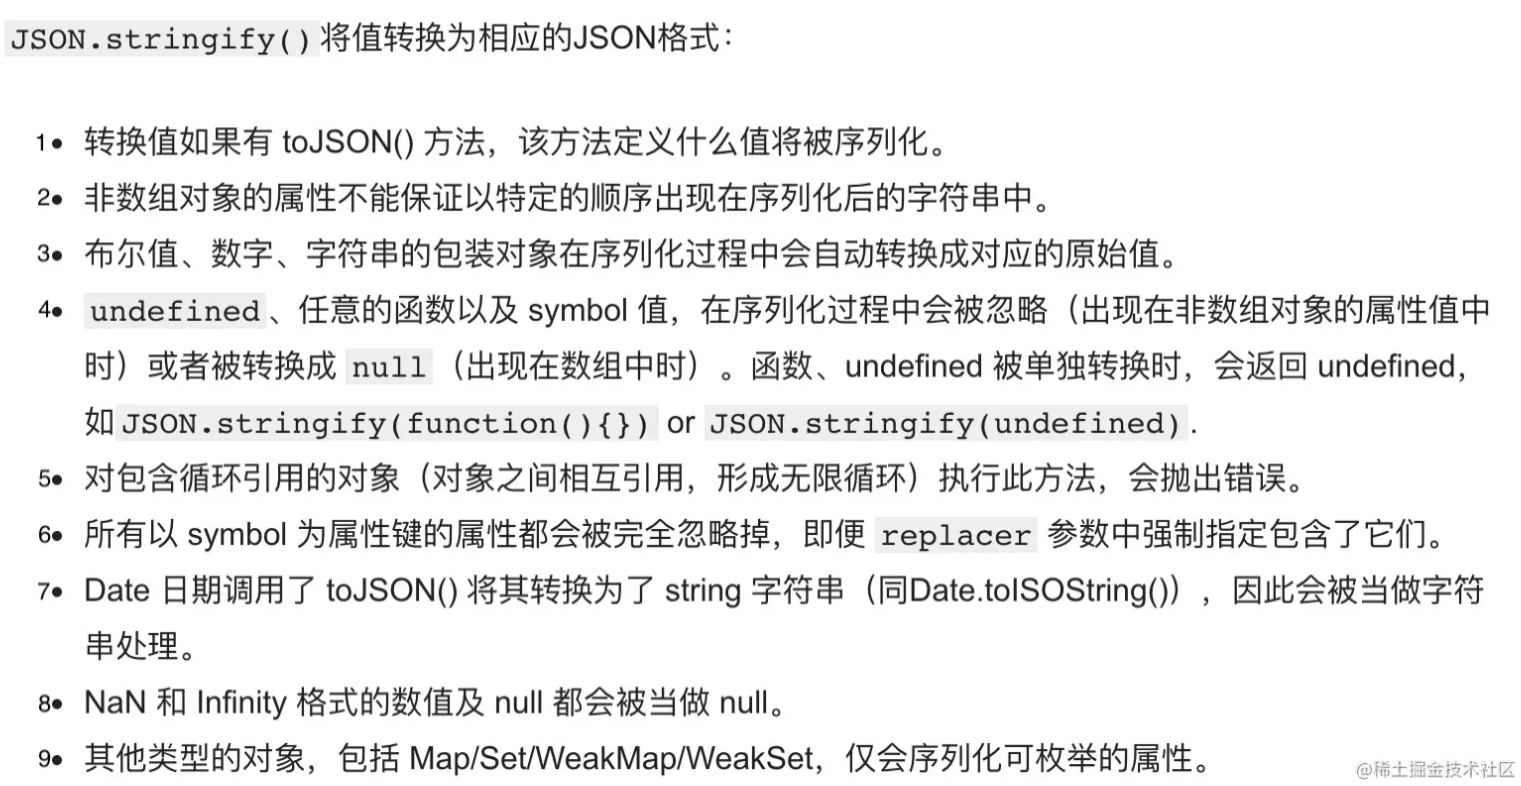 JSON.stringify()将值转换为相应的JSON格式：
1• 转换值如果有 toJSON() 方法，该方法定义什么值将被序列化。
2• 非数组对象的属性不能保证以特定的顺序出现在序列化后的字符串中。
3• 布尔值、数字、字符串的包装对象在序列化过程中会自动转换成对应的原始值。
4• undefined、任意的函数以及 symbol 值，在序列化过程中会被忽略（出现在非数组对象的属性值中
时）或者被转换成 null（出现在数组中时）。函数、undefined 被单独转换时，会返回 undefined，
如JSON.stringify(function(){}) or JSON.stringify(undefined).
5• 对包含循环引用的对象（对象之间相互引用，形成无限循环）执行此方法，会抛出错误。
6• 所有以 symbol 为属性键的属性都会被完全忽略掉，即便 replacer 参数中强制指定包含了它们。
7• Date 日期调用了 toJSON() 将其转换为了 string 字符串（同Date.toISOString()），因此会被当做字符
串处理。
8• NaN 和 Infinity 格式的数值及 null 都会被当做 null。
9• 其他类型的对象，包括 Map/Set/WeakMap/WeakSet，仅会序列化可枚举的属性。
@稀土掘金技术社区